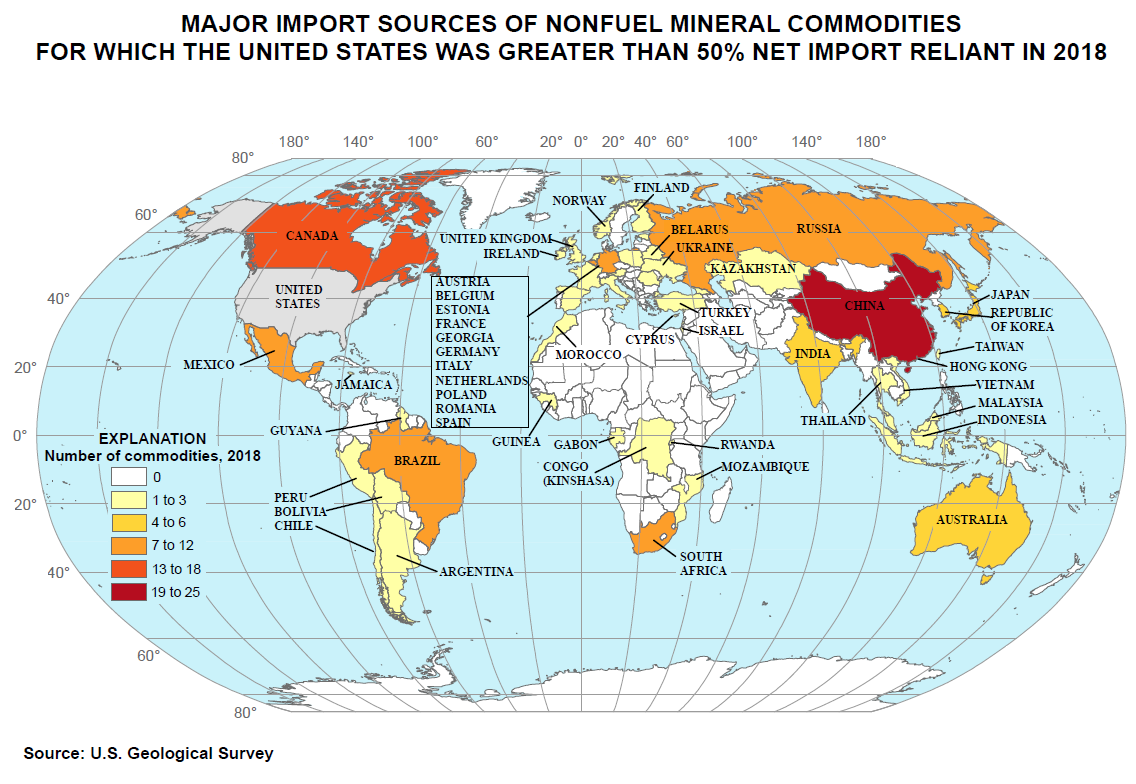 MAJOR IMPORT SOURCES OF NONFUEL MINERAL COMMODITIES
FOR WHICH THE UNITED STATES WAS GREATER THAN 50% NET IMPORT RELIANT IN 2018
180° 140° 100° 60° 20° 0° 20° 40° 60° 100° 140° 180°
80°
60°
40°
20°
0°
20°
40°
60°
80°
FINLAND
NORWAY
CANADA
UNITED KINGDOM
IRELAND
BELARUS
UKRAINE
RUSSIA
KAZAKHSTAN
UNITED
STATES
AUSTRIA
BELGIUM
ESTONIA
FRANCE
GEORGIA
GERMANY
ITALY
NETHERLANDS
POLAND
ROMANIA
SPAIN
TURKEY
ISRAEL
CYPRUS
MOROCCO
CHINA
JAPAN
REPUBLIC
OF KOREA
TAIWAN
HONG KONG
VIETNAM
MALAYSIA
INDONESIA
INDIA
THAILAND
MEXICO
JAMAICA
GUYANA
BRAZIL
GUINEA
GABON
CONGO
(KINSHASA)
RWANDA
MOZAMBIQUE
PERU
BOLIVIA
CHILE
ARGENTINA
SOUTH
AFRICA
AUSTRALIA
EXPLANATION
Number of commodities, 2018
0
1 to 3
4 to 6
7 to 12
13 to 18
19 to 25
Source: U.S. Geological Survey